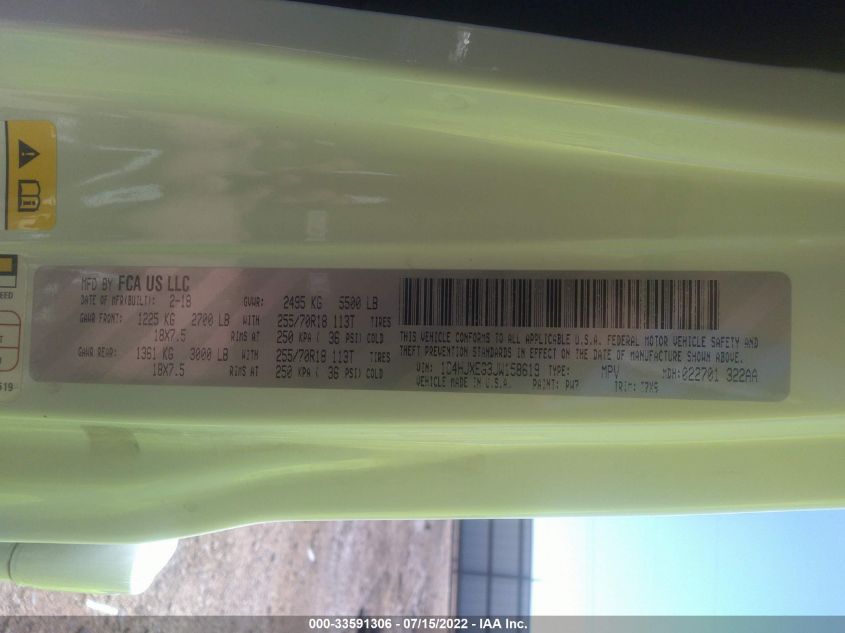 EED
519
MFD BY FCA US LLC
DATE OF MFR(BUILT): 2-18 GVWR: 2495 KG 5500 LB
GAWR FRONT: 1225 KG 2700 LB WITH 255/70R18 113T TIRES
18X7.5 RIMS AT 250 KPA ( 36 PSI) COLD
GAWR REAR: 1361 KG 3000 LB WITH 255/70R18 113T TIRES
18X7.5 RIMS AT 250 KPA ( 36 PSI) COLD
THIS VEHICLE CONFORMS TO ALL APPLICABLE U.S.A. FEDERAL MOTOR VEHICLE SAFETY AND
THEFT PREVENTION STANDARDS IN EFFECT ON THE DATE OF MANUFACTURE SHOWN ABOVE.
VIN: 1C4HJXEG3JW158619 TYPE: MPV MDH:022701 322AA
VEHICLE MADE IN U.S.A. PAINT: PW7 TRIM:
000-33591306 - 07/15/2022 - IAA Inc.